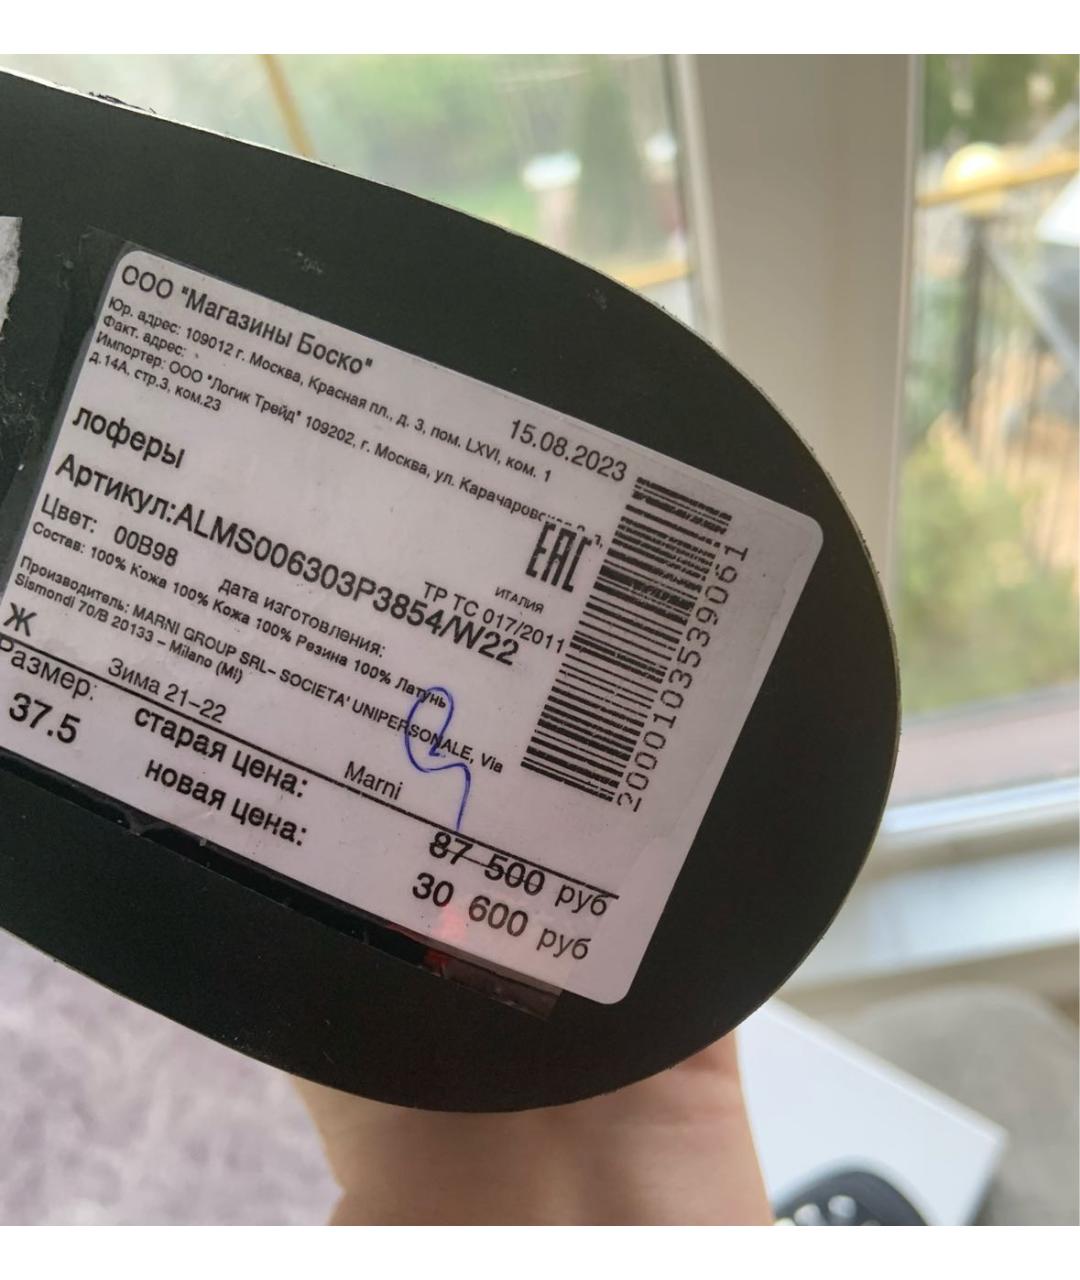 ООО "Магазины Боско"
Юр. адрес: 109012 г. Москва, Красная пл., д. 3, пом. LXVI, ком. 1
Факт. адрес:
Импортер: ООО "Логик Трейд" 109202, г. Москва, ул. Карачаровская
д.14А, стр.3, ком.23
15.08.2023
лоферы
EAC
Артикул:ALMS006303P3854/W22
ИТАЛИЯ
Цвет: 00B98
ТР ТС 017/2011
дата изготовления:
Состав: 100% Кожа 100% Кожа 100% Резина 100% Латунь
Производитель: MARNI GROUP SRL– SOCIETA' UNIPERSONALE, Via
Sismondi 70/B 20133 – Milano (MI)
Ж
Зима 21-22
Marni
Размер:
37.5
старая цена: 87 500 руб
новая цена: 30 600 руб
2000103539061